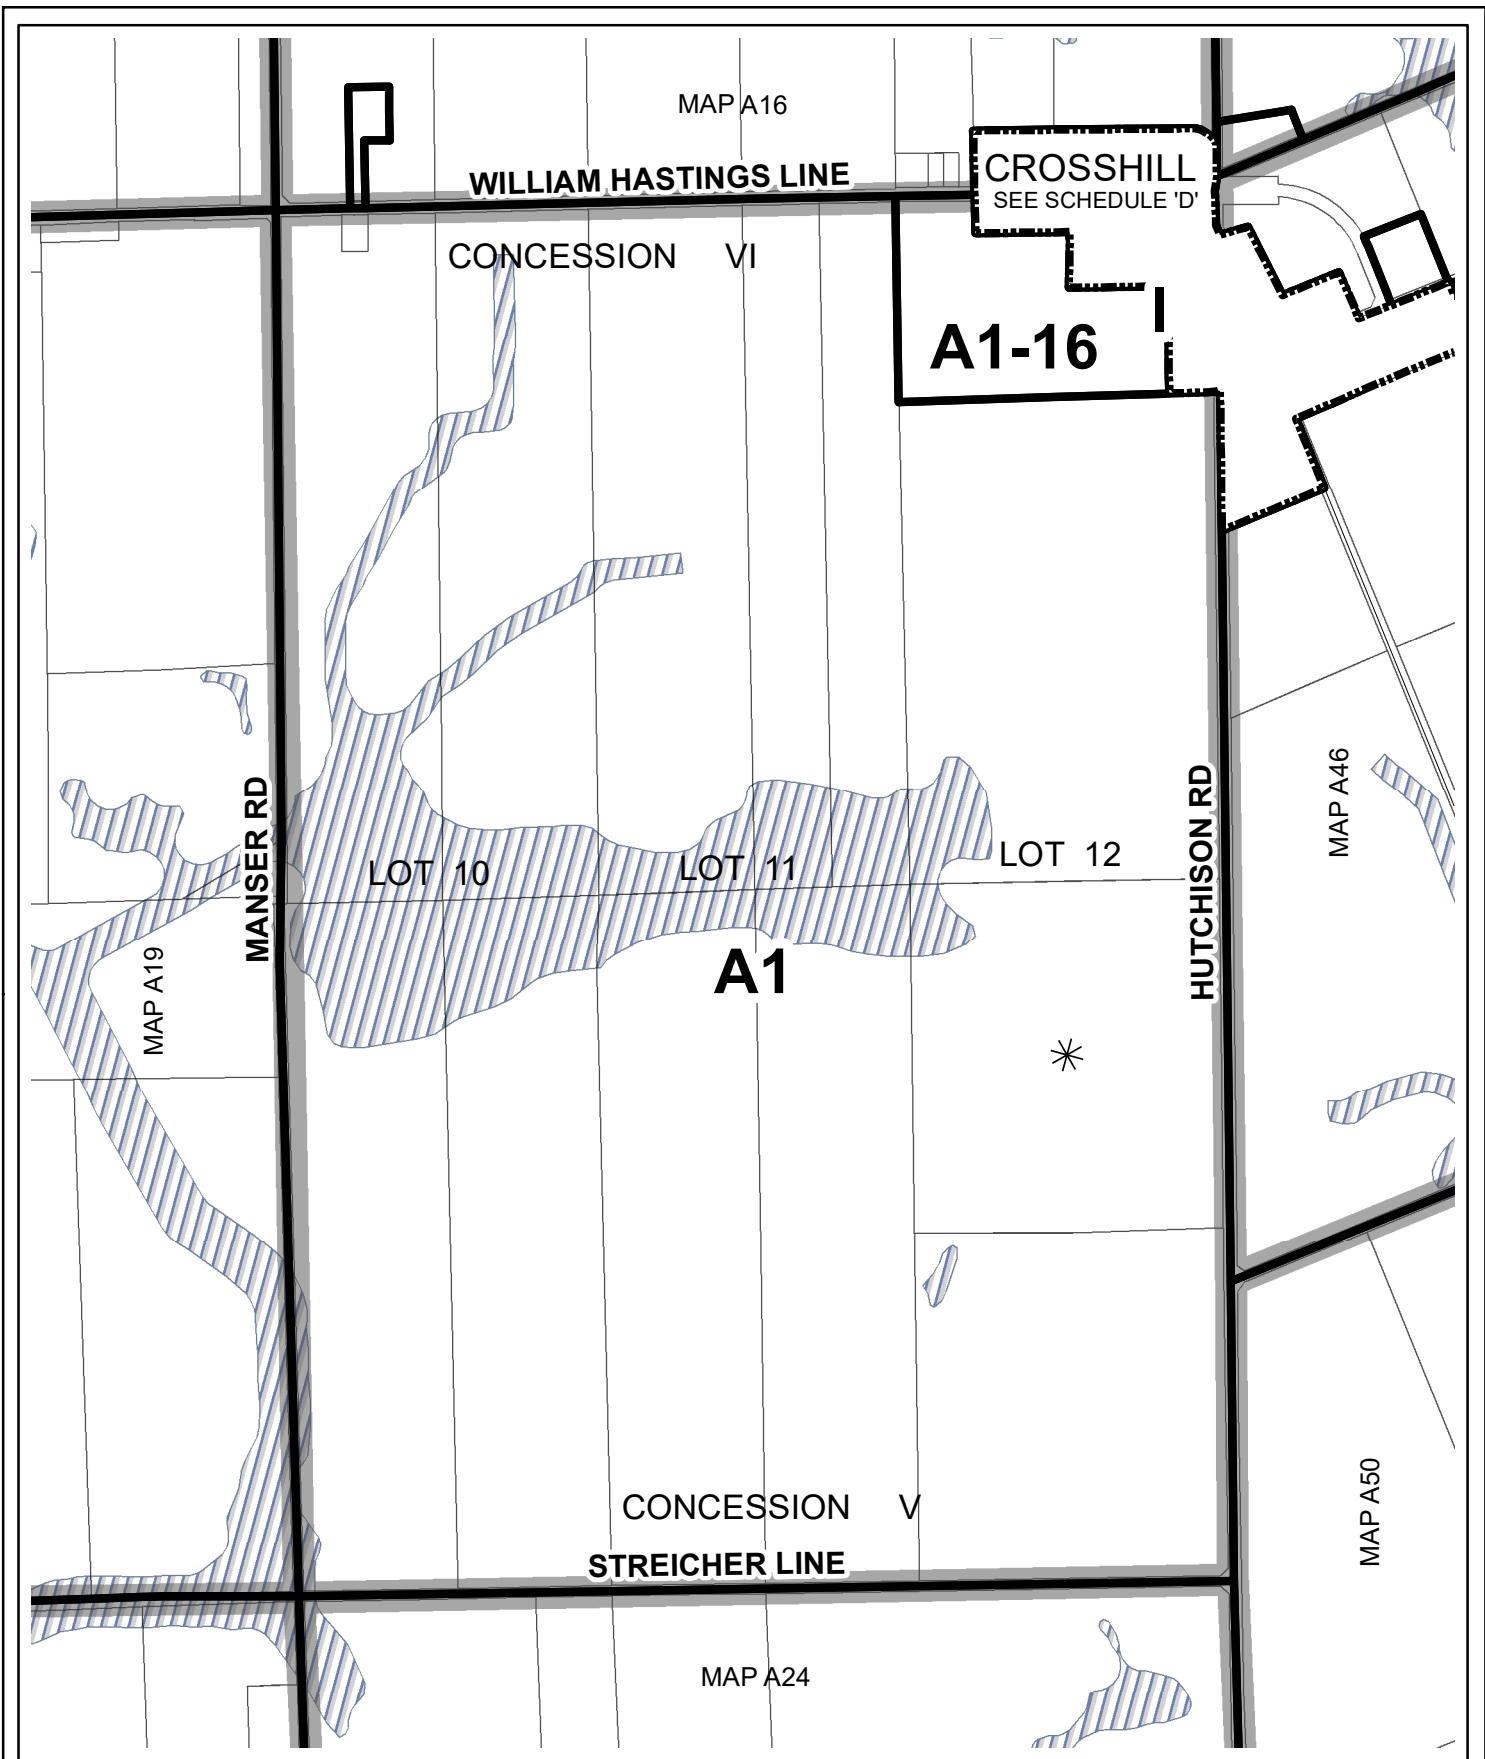 MAP A16
WILLIAM HASTINGS LINE
CROSSHILL
SEE SCHEDULE 'D'
CONCESSION VI
A1-16
MANSER RD
HUTCHISON RD
MAP A46
LOT 10
LOT 11
LOT 12
MAP A19
A1
CONCESSION V
STREICHER LINE
MAP A50
MAP A24